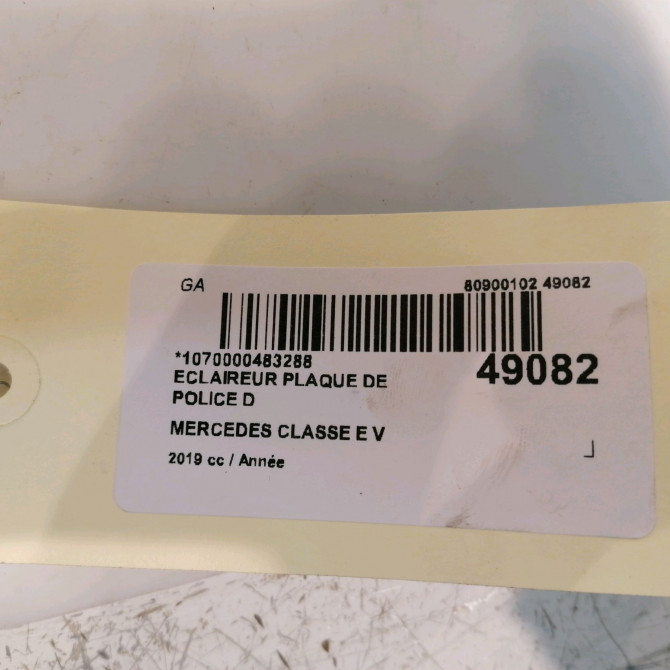 GA
80900102 49082
*1070000483288
49082
ECLAIREUR PLAQUE DE
POLICE D
MERCEDES CLASSE E V
2019 cc / Année